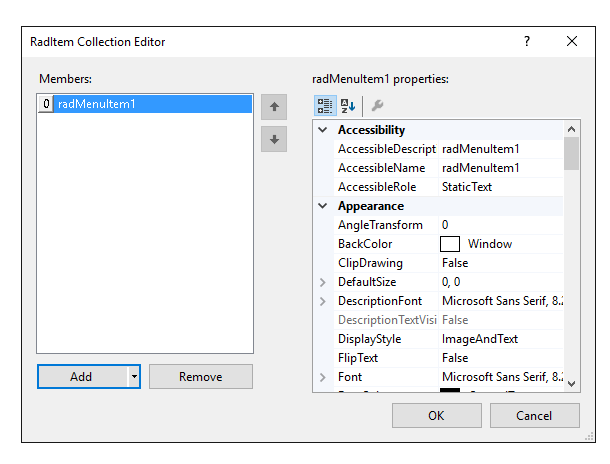 RadItem Collection Editor
? 
Members:
radMenuItem1 properties:
0 radMenuItem1
Accessibility
AccessibleDescript radMenuItem1
AccessibleName radMenuItem1
AccessibleRole StaticText
Appearance
AngleTransform 0
BackColor Window
ClipDrawing False
DefaultSize 0, 0
DescriptionFont Microsoft Sans Serif, 8.2
DescriptionTextVisi False
DisplayStyle ImageAndText
FlipText False
Font Microsoft Sans Serif, 8.2
Add
Remove
OK
Cancel